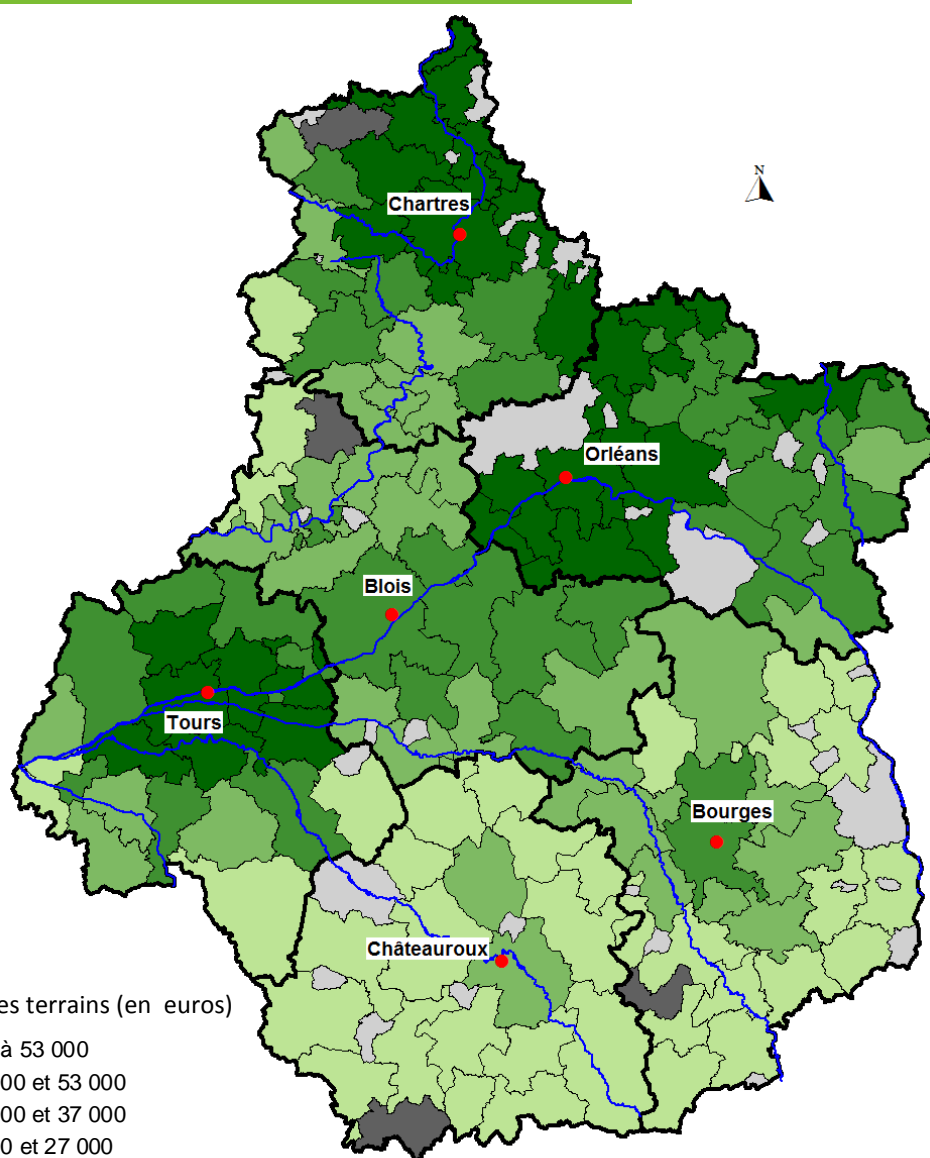 N
Chartres
Orléans
Blois
Tours
Bourges
Châteauroux
es terrains (en euros)
à 53 000
00 et 53 000
00 et 37 000
0 et 27 000